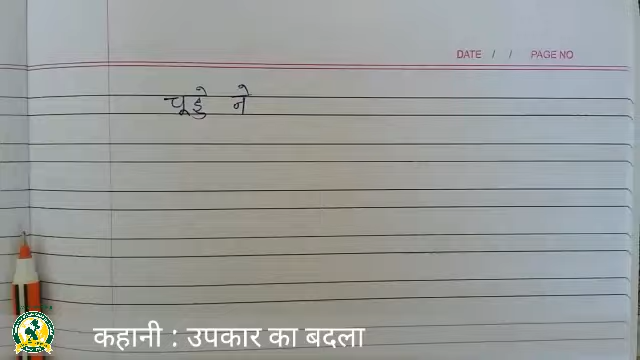 DATE / / PAGE NO
चूहे ने
कहानी : उपकार का बदला